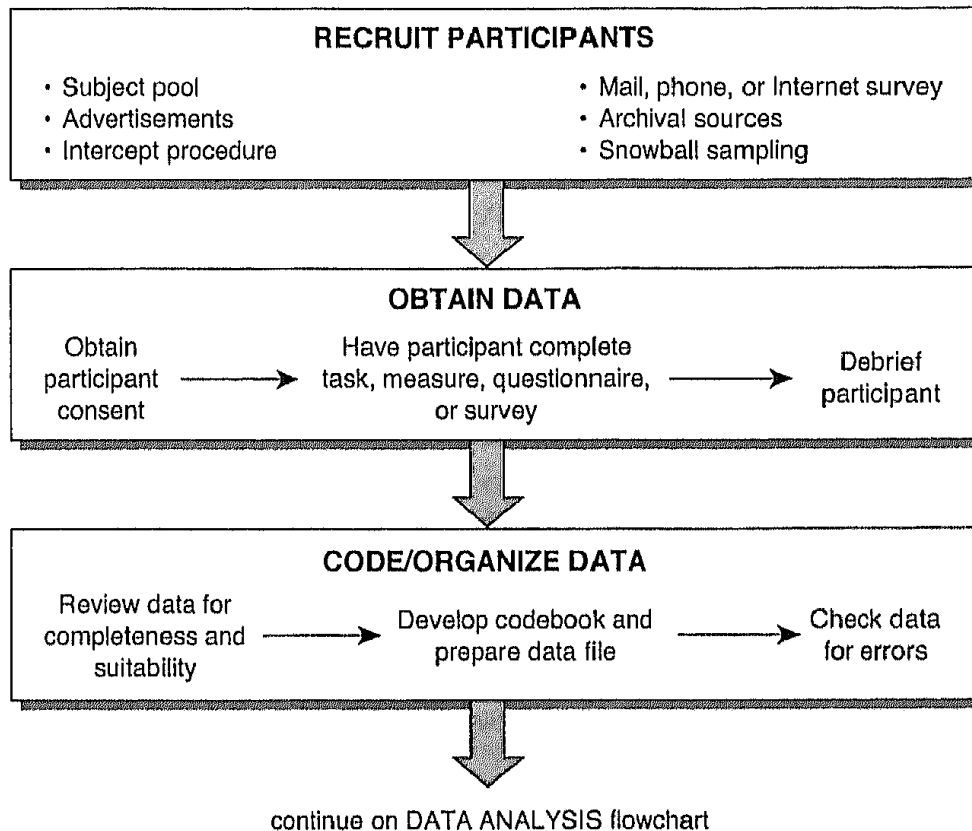 RECRUIT PARTICIPANTS
• Subject pool
• Advertisements
• Intercept procedure
• Mail, phone, or Internet survey
• Archival sources
• Snowball sampling
OBTAIN DATA
Obtain
participant
consent
Have participant complete
task, measure, questionnaire,
or survey
Debrief
participant
CODE/ORGANIZE DATA
Review data for
completeness and
suitability
Develop codebook and
prepare data file
Check data
for errors
continue on DATA ANALYSIS flowchart